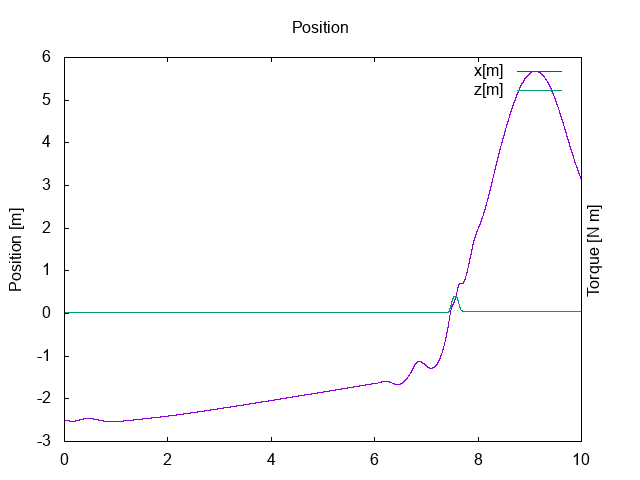 Position
x[m]
z[m]
Position [m]
Torque [N m]
6
5
4
3
2
1
0
-1
-2
-3
0 2 4 6 8 10